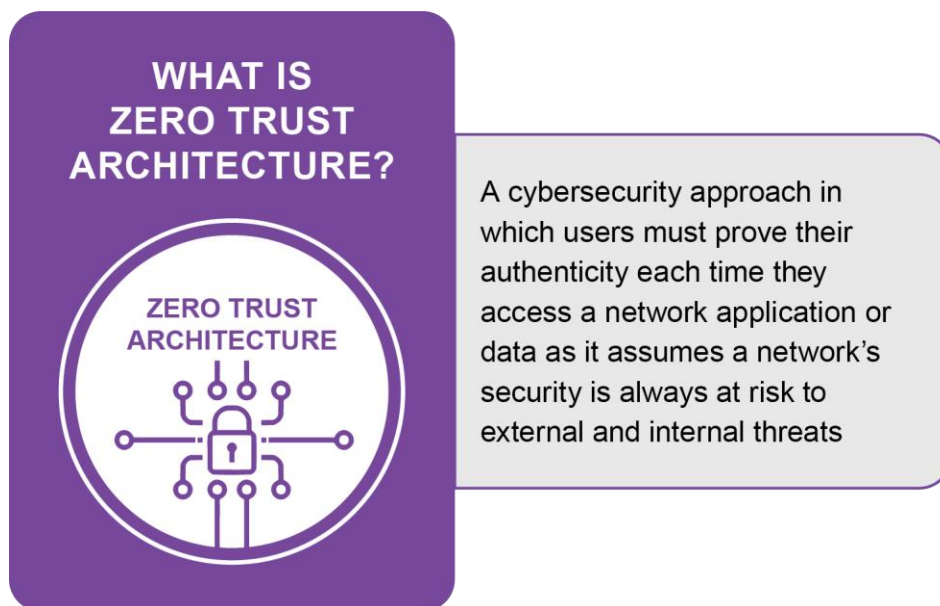 WHAT IS
ZERO TRUST
ARCHITECTURE?
ZERO TRUST
ARCHITECTURE
A cybersecurity approach in
which users must prove their
authenticity each time they
access a network application or
data as it assumes a network’s
security is always at risk to
external and internal threats